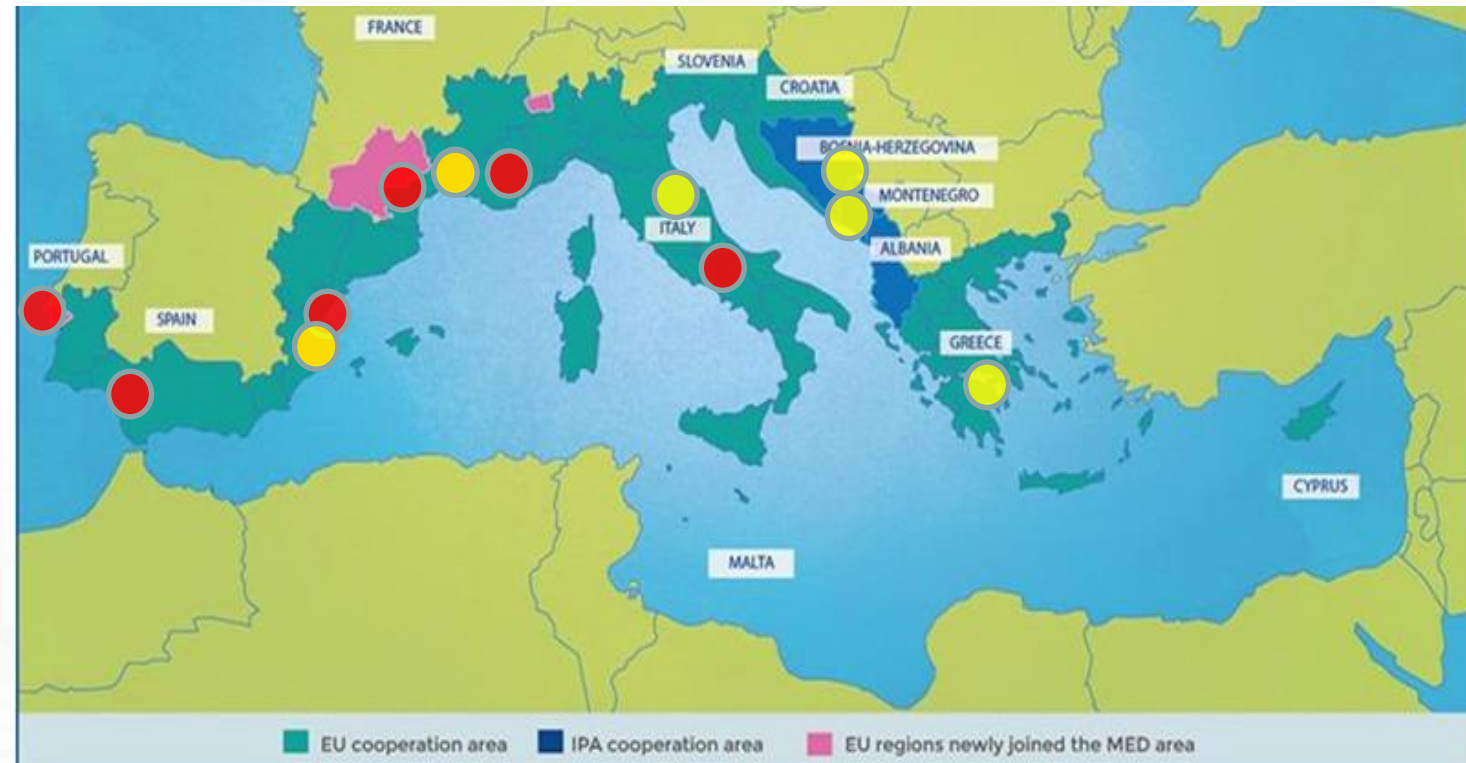 FRANCE
SLOVENIA
CROATIA
BOSNIA-HERZEGOVINA
MONTENEGRO
ITALY
ALBANIA
PORTUGAL
SPAIN
GREECE
CYPRUS
MALTA
EU cooperation area
IPA cooperation area
EU regions newly joined the MED area